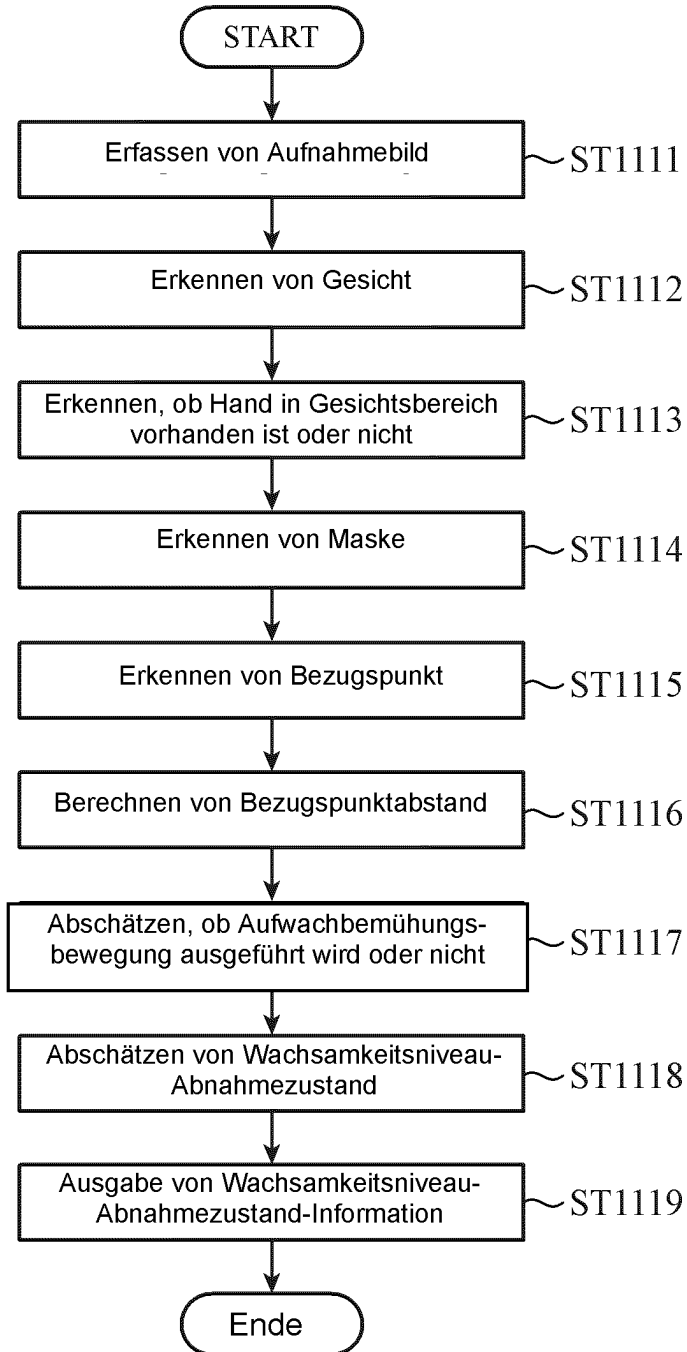 START
Erfassen von Aufnahmebild
ST1111
Erkennen von Gesicht
ST1112
Erkennen, ob Hand in Gesichtsbereich
vorhanden ist oder nicht
ST1113
Erkennen von Maske
ST1114
Erkennen von Bezugspunkt
ST1115
Berechnen von Bezugspunktabstand
ST1116
Abschätzen, ob Aufwachbemühungs-
bewegung ausgeführt wird oder nicht
ST1117
Abschätzen von Wachsamkeitsniveau-
Abnahmezustand
ST1118
Ausgabe von Wachsamkeitsniveau-
Abnahmezustand-Information
ST1119
Ende